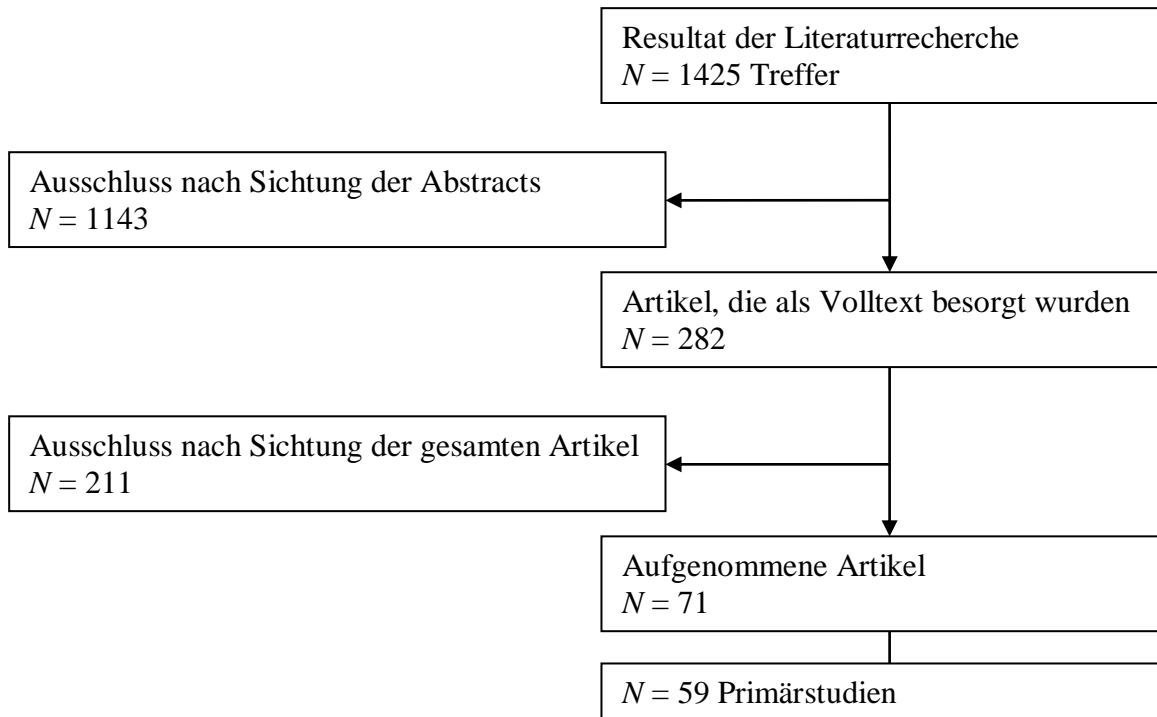 Resultat der Literaturrecherche
N = 1425 Treffer
Ausschluss nach Sichtung der Abstracts
N = 1143
Artikel, die als Volltext besorgt wurden
N = 282
Ausschluss nach Sichtung der gesamten Artikel
N = 211
Aufgenommene Artikel
N = 71
N = 59 Primärstudien